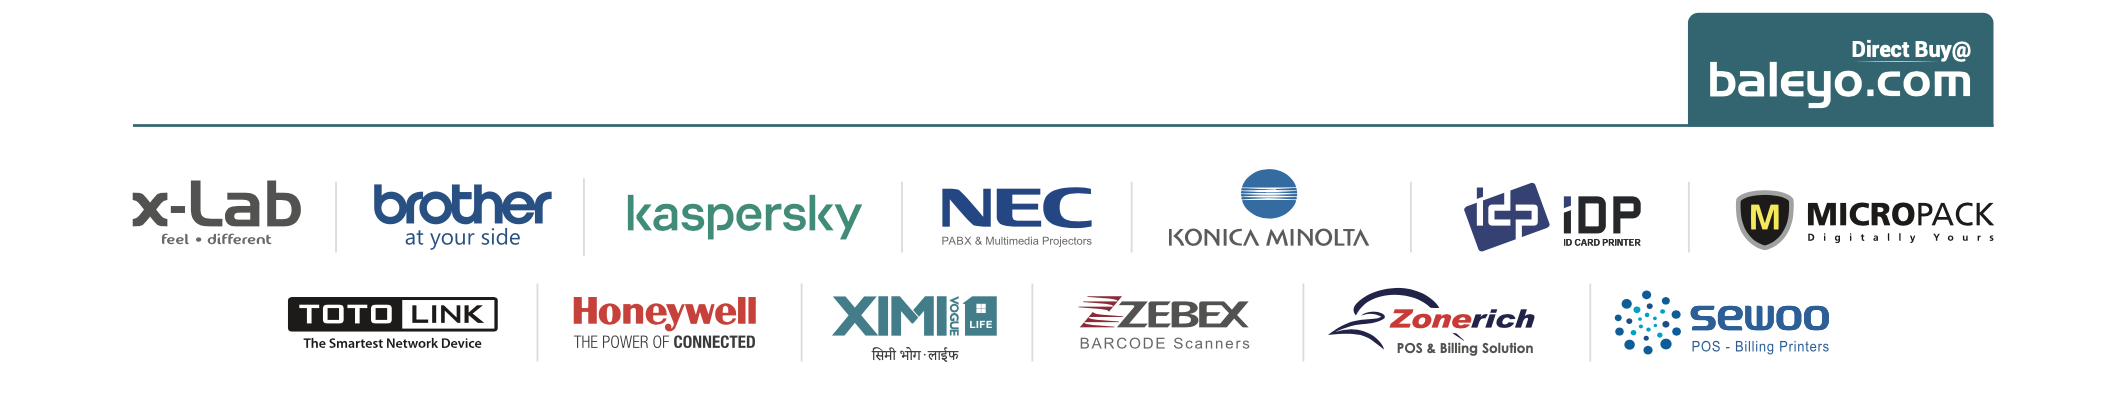 Direct Buy@
baleyo.com
x-Lab
feel • different
brother
at your side
kaspersky
NEC
PABX & Multimedia Projectors
KONICA MINOLTA
idp
iDP
ID CARD PRINTER
M
MICROPACK
Digitally Yours
TOTO LINK
The Smartest Network Device
Honeywell
THE POWER OF CONNECTED
XIMI
VOGUE
LIFE
सिमी भोग·लाईफ
ZEBEX
BARCODE Scanners
Zonerich
POS & Billing Solution
sewoo
POS - Billing Printers